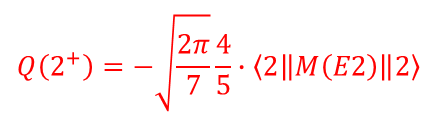 Q(2⁺) = −√(2π/7) 4/5 · ⟨2‖M(E2)‖2⟩